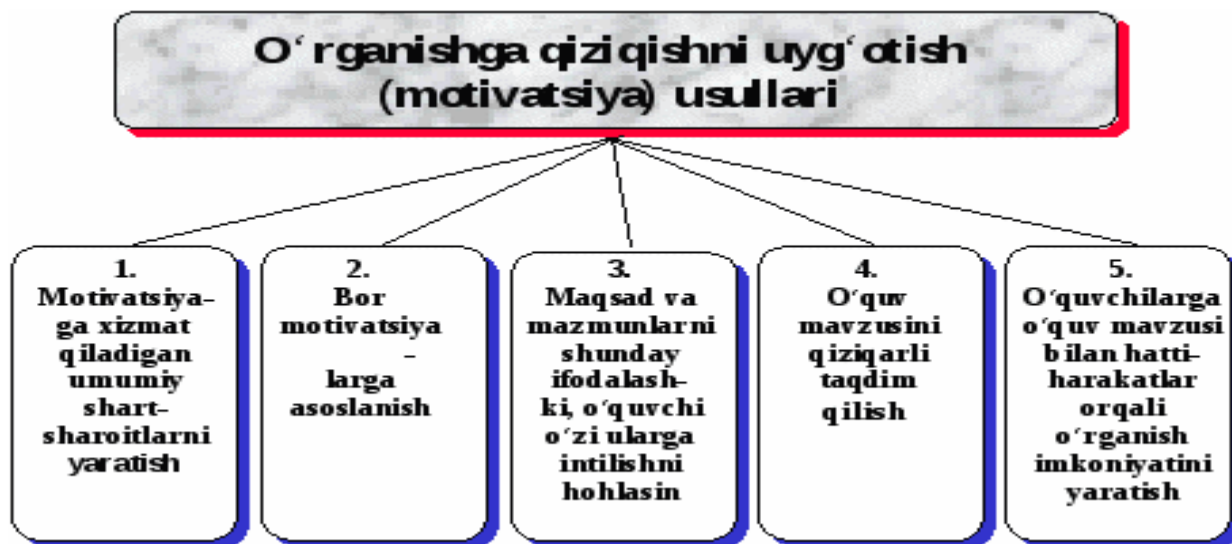 O‘rganishga qiziqishni uyg‘otish
(motivatsiya) usullari
1.
Motivatsiya-
ga xizmat
qiladigan
umumiy
shart-
sharoitlarni
yaratish
2.
Bor
motivatsiya
-
larga
asoslanish
3.
Maqsad va
mazmunlarni
shunday
ifodalash-
ki, o‘quvchi
o‘zi ularga
intilishni
hohlasin
4.
O‘quv
mavzusini
qiziqarli
taqdim
qilish
5.
O‘quvchilarga
o‘quv mavzusi
bilan hatti-
harakatlar
orqali
o‘rganish
imkoniyatini
yaratish